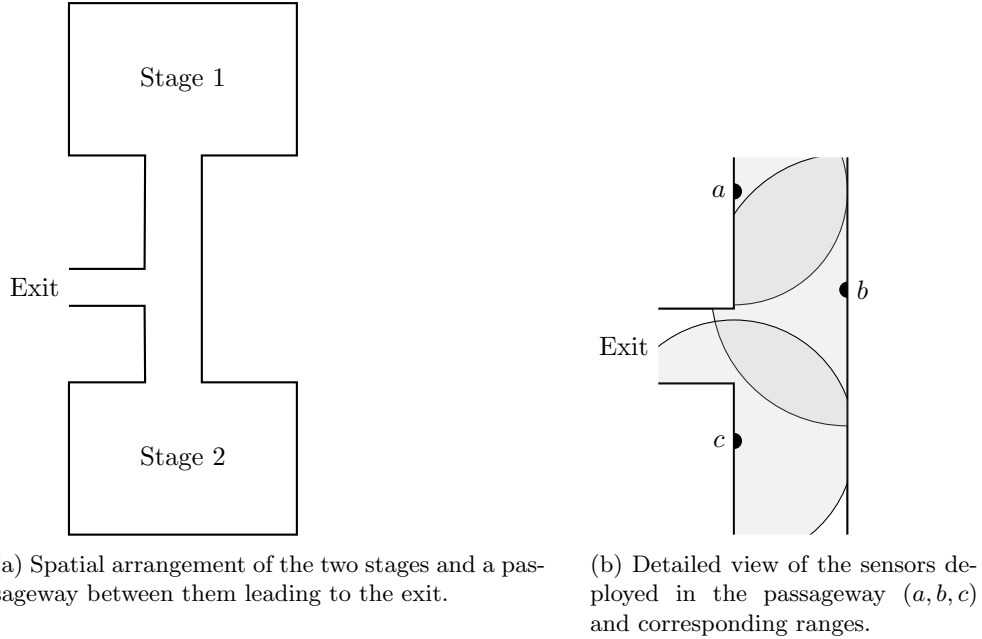 Stage 1
Exit
Stage 2
a
b
Exit
c
a) Spatial arrangement of the two stages and a pas-
sageway between them leading to the exit.
(b) Detailed view of the sensors de-
ployed in the passageway (a, b, c)
and corresponding ranges.